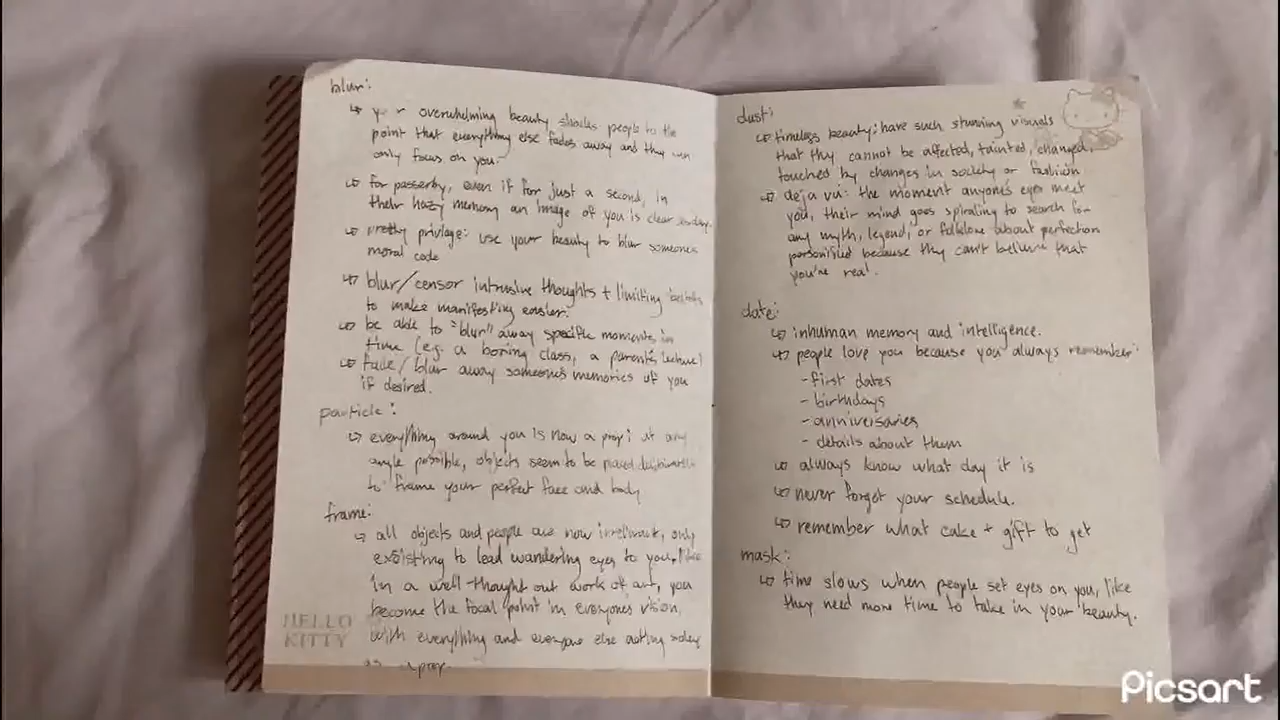 blur:
↳ your overwhelming beauty shocks people to the
point that everything else fades away and they can
only focus on you.
↳ for passerby, even if for just a second, in
their hazy memory an image of you is clear as day.
↳ pretty privilage: use your beauty to blur someones
moral code
↳ blur/censor intrusive thoughts + limiting beliefs
to make manifesting easier.
↳ be able to "blur" away specific moments in
time (e.g. a boring class, a parent's lecture)
↳ fade/blur away someone's memories of you
if desired.
particle:
↳ everything around you is now a prop; at any
angle possible, objects seem to be placed
to frame your perfect face and body
frame:
↳ all objects and people are now irrelevant, only
exsisting to lead wandering eyes to you, like
in a well thought out work of art, you
become the focal point in everyone's vision,
with everything and everyone else acting solely
as a prop.
HELLO
KITTY
dust:
↳ timeless beauty; have such stunning visuals
that they cannot be affected, tainted, changed,
touched by changes in society or fashion
↳ deja vú: the moment anyone's eyes meet
you, their mind goes spiraling to search for
any myth, legend, or folklore about perfection
personified because they can't believe that
you're real.
date:
↳ inhuman memory and intelligence.
↳ people love you because you always remember:
- first dates
- birthdays
- anniversaries
- details about them
↳ always know what day it is
↳ never forget your schedule.
↳ remember what cake + gift to get
mask:
↳ time slows when people set eyes on you, like
they need more time to take in your beauty.
Picsart